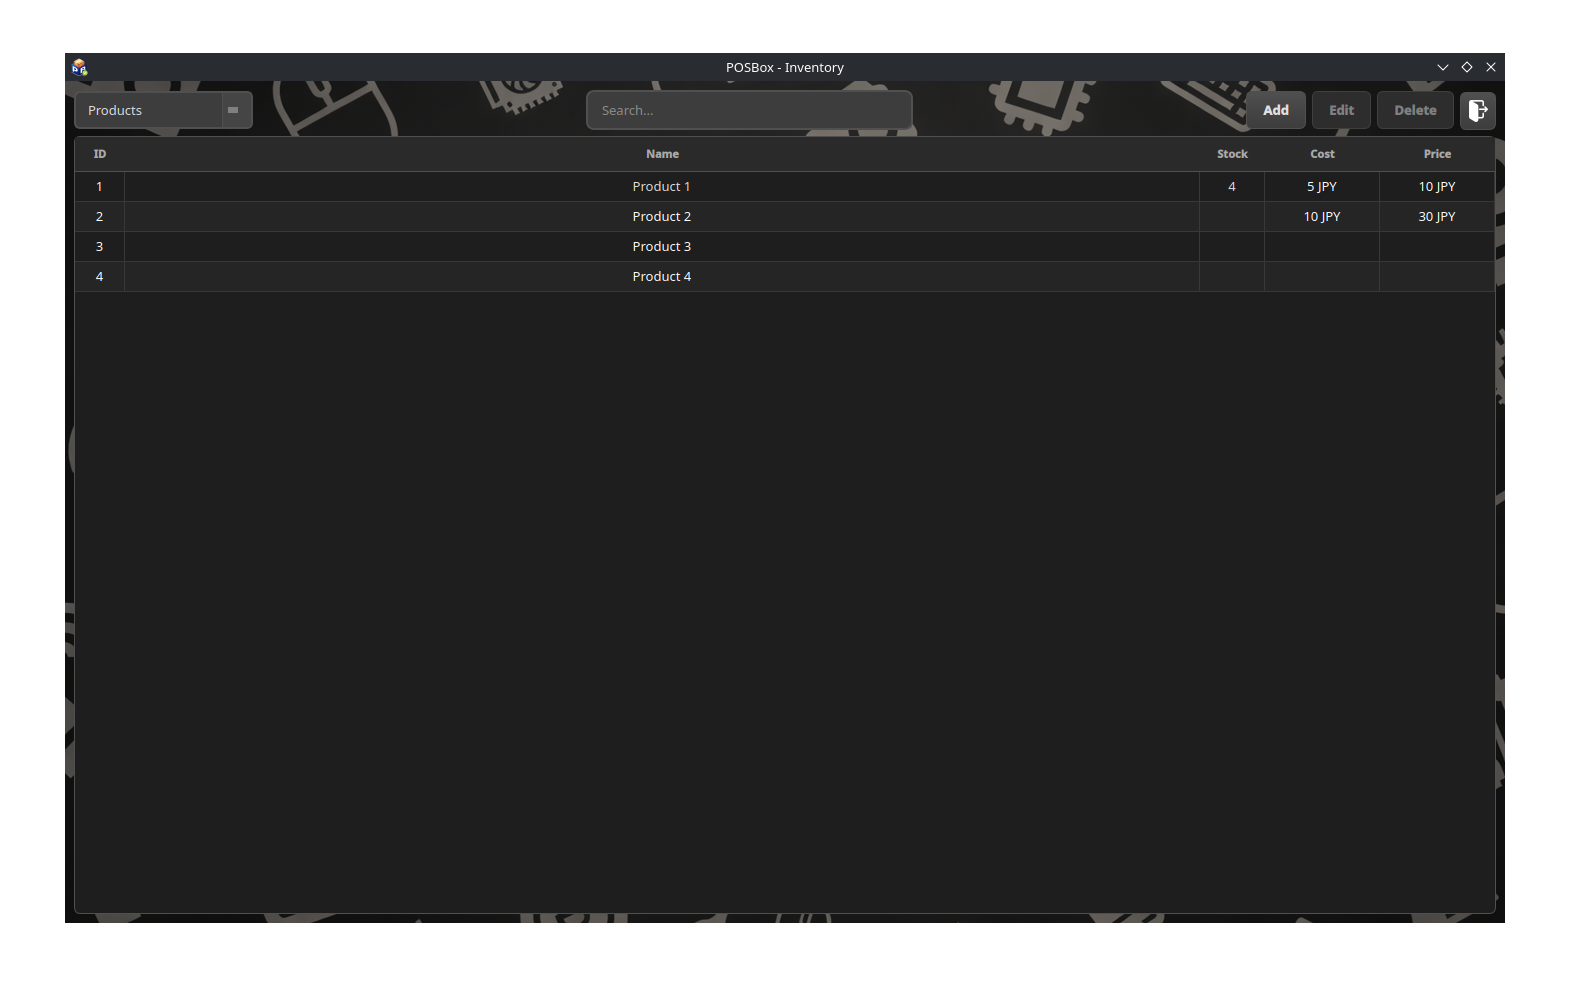 POSBox - Inventory
Products
Search...
Add
Edit
Delete
ID Name Stock Cost Price
1 Product 1 4 5 JPY 10 JPY
2 Product 2 10 JPY 30 JPY
3 Product 3
4 Product 4